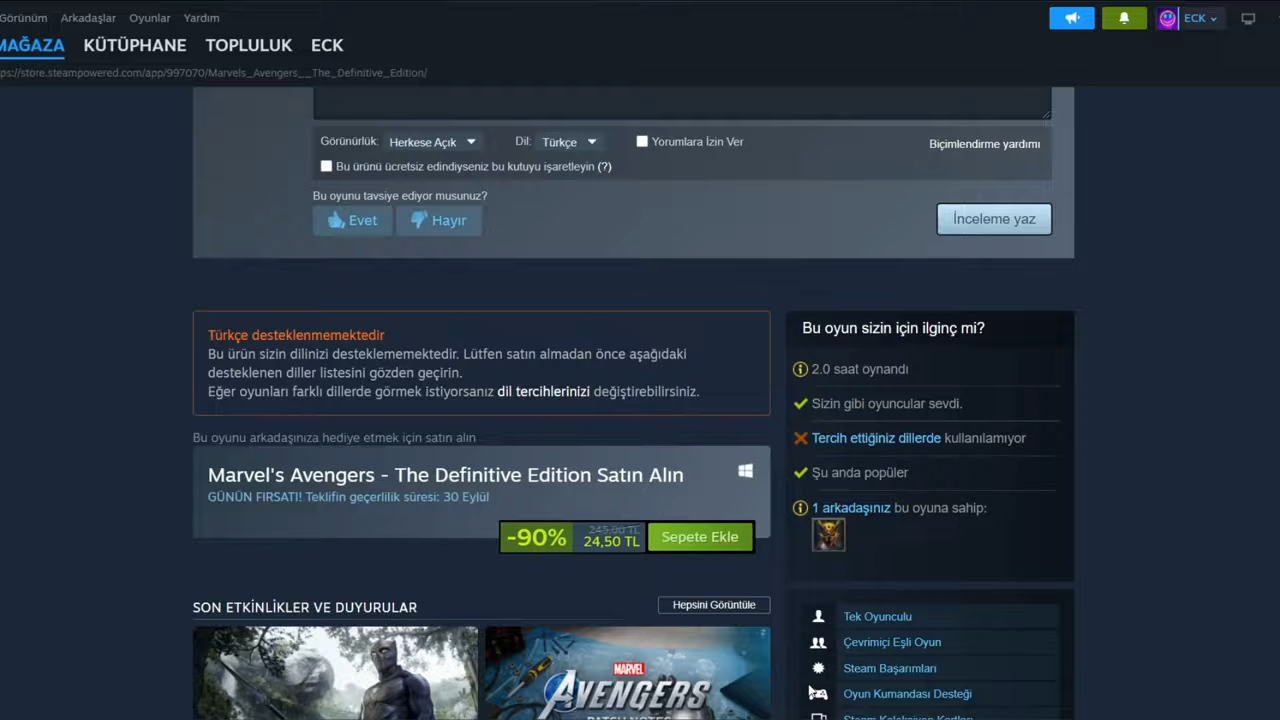 Görünüm Arkadaşlar Oyunlar Yardım
ECK
MAĞAZA KÜTÜPHANE TOPLULUK ECK
ps://store.steampowered.com/app/997070/Marvels_Avengers__The_Definitive_Edition/
Görünürlük: Herkese Açık Dil: Türkçe Yorumlara İzin Ver Biçimlendirme yardımı
Bu ürünü ücretsiz edindiyseniz bu kutuyu işaretleyin (?)
Bu oyunu tavsiye ediyor musunuz?
Evet Hayır İnceleme yaz
Türkçe desteklenmemektedir
Bu ürün sizin dilinizi desteklememektedir. Lütfen satın almadan önce aşağıdaki
desteklenen diller listesini gözden geçirin.
Eğer oyunları farklı dillerde görmek istiyorsanız dil tercihlerinizi değiştirebilirsiniz.
Bu oyunu arkadaşınıza hediye etmek için satın alın
Marvel's Avengers - The Definitive Edition Satın Alın
GÜNÜN FIRSATI! Teklifin geçerlilik süresi: 30 Eylül
-90% 245,00 TL
24,50 TL
Sepete Ekle
SON ETKİNLİKLER VE DUYURULAR Hepsini Görüntüle
MARVEL
AVENGERS
PATCH NOTES
Bu oyun sizin için ilginç mi?
2.0 saat oynandı
Sizin gibi oyuncular sevdi.
Tercih ettiğiniz dillerde kullanılamıyor
Şu anda popüler
1 arkadaşınız bu oyuna sahip:
Tek Oyunculu
Çevrimiçi Eşli Oyun
Steam Başarımları
Oyun Kumandası Desteği
Steam Koleksiyon Kartları